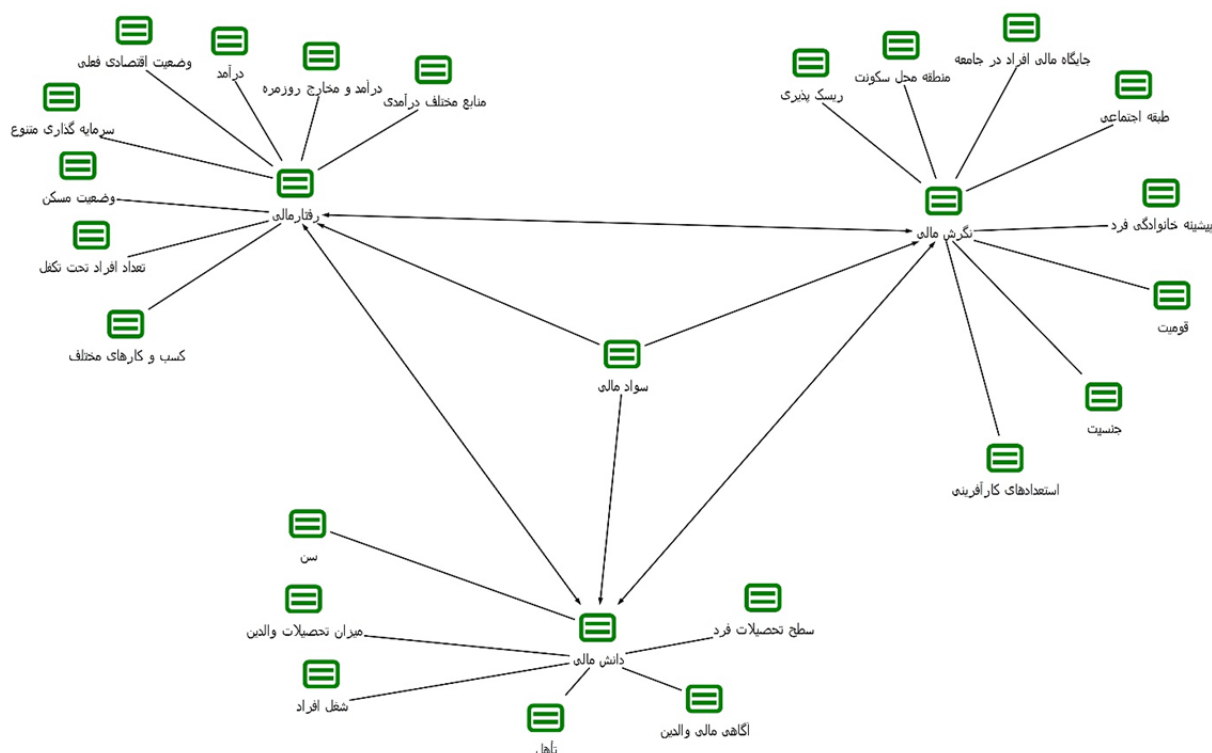 جایگاه مالی افراد در جامعه
منطقه محل سکونت
ریسک پذیری
طبقه اجتماعی
پیشینه خانوادگی فرد
نگرش مالی
قومیت
جنسیت
استعدادهای کارآفرینی
وضعیت اقتصادی فعلی
درآمد
درآمد و مخارج روزمره
منابع مختلف درآمدی
سرمایه گذاری متنوع
وضعیت مسکن
رفتارمالی
تعداد افراد تحت تکفل
کسب و کارهای مختلف
سواد مالی
سن
میزان تحصیلات والدین
سطح تحصیلات فرد
دانش مالی
شغل افراد
آگاهی مالی والدین
تأهل